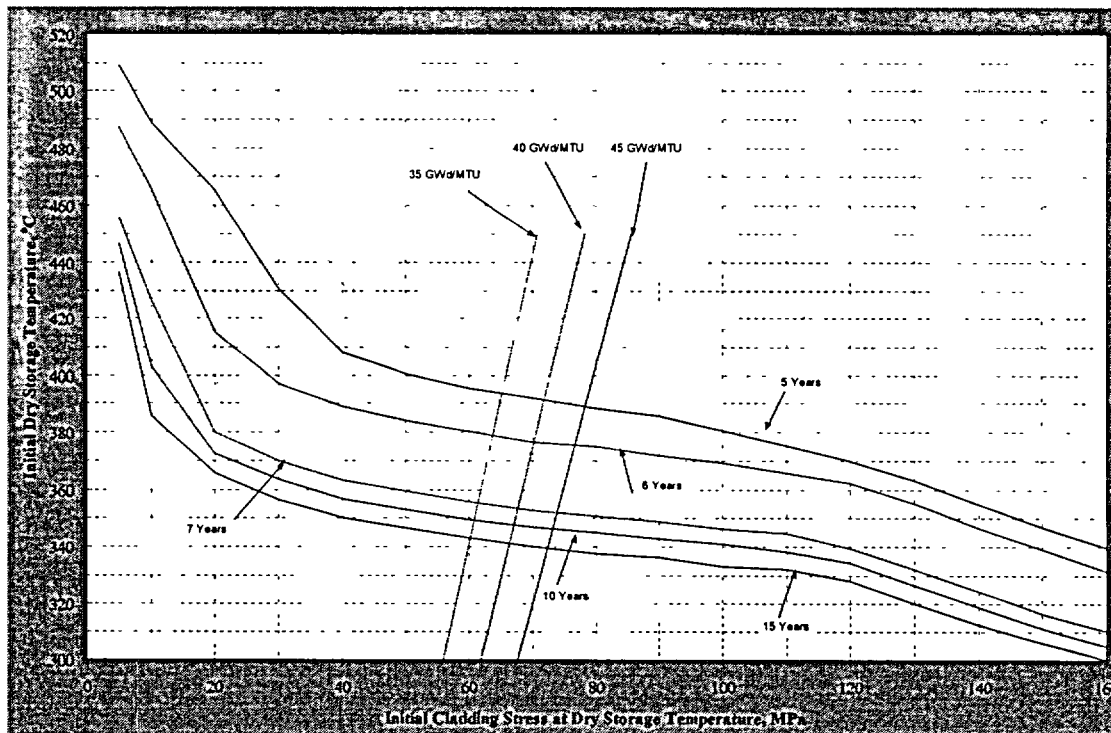 520
500
480
460
440
420
400
380
360
340
320
300
Initial Dry Storage Temperature, °C
35 GWd/MTU
40 GWd/MTU
45 GWd/MTU
5 Years
6 Years
7 Years
10 Years
15 Years
0 20 40 60 80 100 120 140 16
Initial Cladding Stress at Dry Storage Temperature, MPa